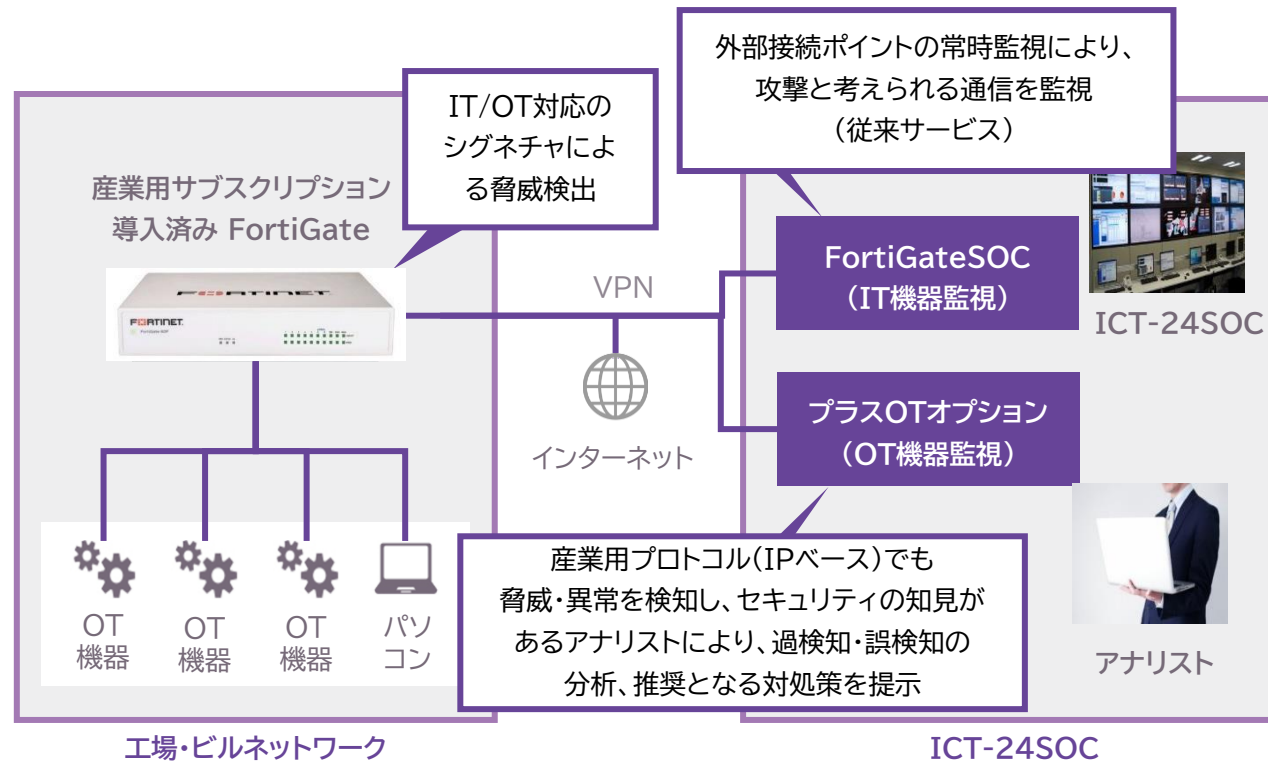 外部接続ポイントの常時監視により、
攻撃と考えられる通信を監視
（従来サービス）
IT/OT対応の
シグネチャによ
る脅威検出
産業用サブスクリプション
導入済み FortiGate
FORTINET
FORTINET
VPN
FortiGateSOC
（IT機器監視）
ICT-24SOC
プラスOTオプション
（OT機器監視）
インターネット
産業用プロトコル(IPベース)でも
脅威・異常を検知し、セキュリティの知見が
あるアナリストにより、過検知・誤検知の
分析、推奨となる対処策を提示
OT
機器
OT
機器
OT
機器
パソ
コン
アナリスト
工場・ビルネットワーク
ICT-24SOC